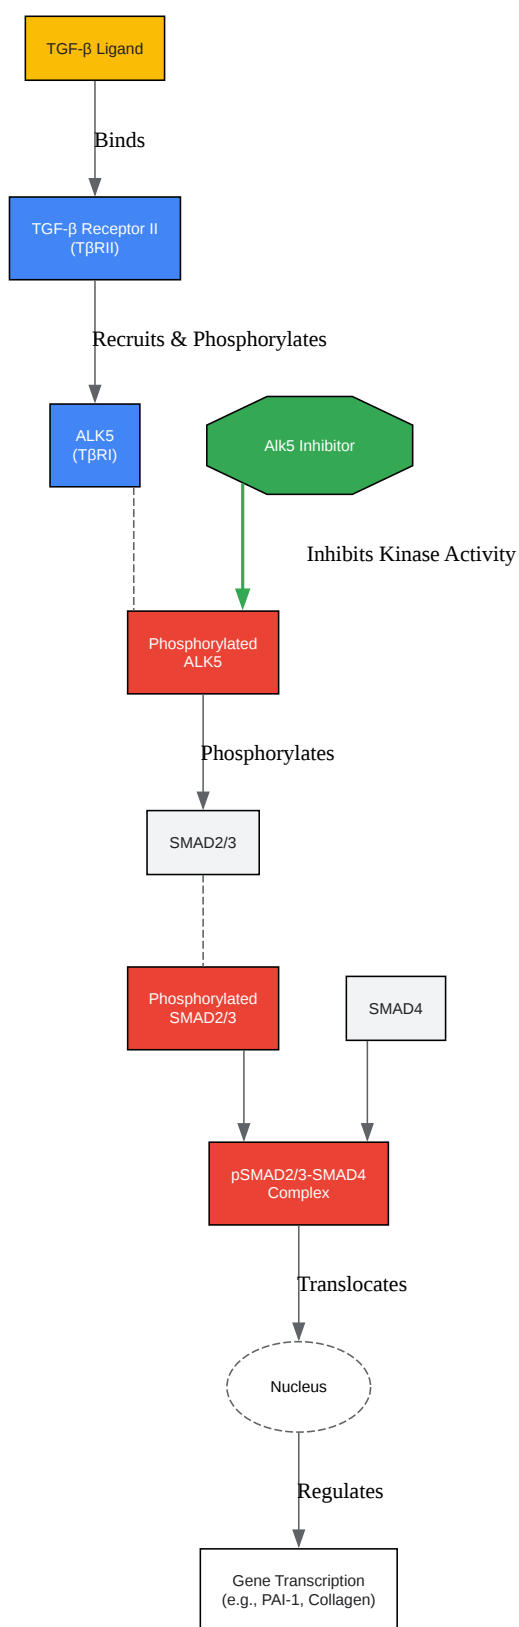 TGF-β Ligand
Binds
TGF-β Receptor II
(TβRII)
Recruits & Phosphorylates
ALK5
(TβRI)
Alk5 Inhibitor
Inhibits Kinase Activity
Phosphorylated
ALK5
Phosphorylates
SMAD2/3
Phosphorylated
SMAD2/3
SMAD4
pSMAD2/3-SMAD4
Complex
Translocates
Nucleus
Regulates
Gene Transcription
(e.g., PAI-1, Collagen)